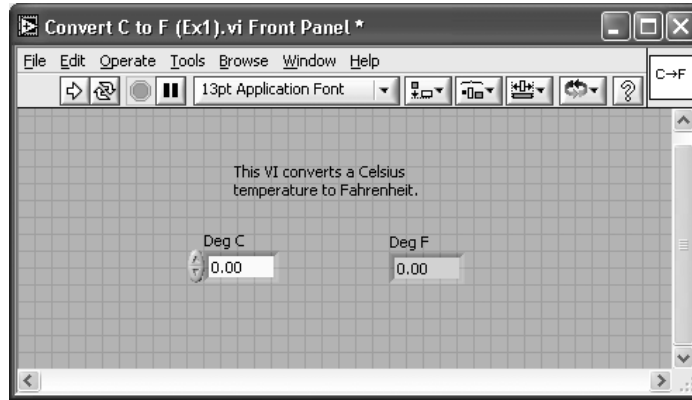 Convert C to F (Ex1).vi Front Panel *
File Edit Operate Tools Browse Window Help
13pt Application Font
C→F
This VI converts a Celsius
temperature to Fahrenheit.
Deg C Deg F
0.00 0.00